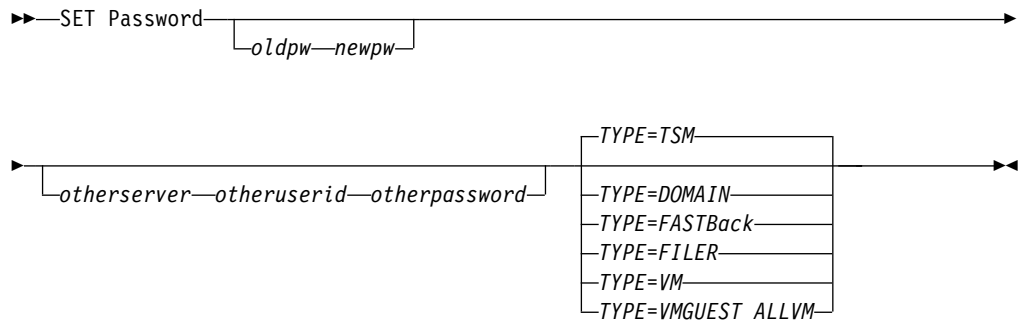 SET Password
oldpw newpw
TYPE=TSM
otherserver otheruserid otherpassword
TYPE=DOMAIN
TYPE=FASTBack
TYPE=FILER
TYPE=VM
TYPE=VMGUEST ALLVM